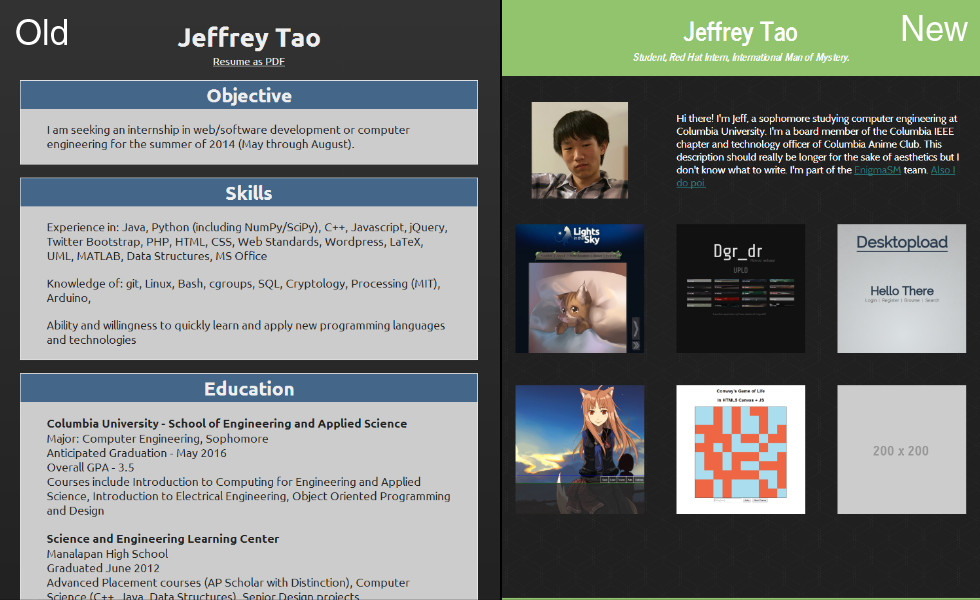 Old
Jeffrey Tao
Resume as PDF
Objective
I am seeking an internship in web/software development or computer
engineering for the summer of 2014 (May through August).
Skills
Experience in: Java, Python (including NumPy/SciPy), C++, Javascript, jQuery,
Twitter Bootstrap, PHP, HTML, CSS, Web Standards, Wordpress, LaTeX,
UML, MATLAB, Data Structures, MS Office
Knowledge of: git, Linux, Bash, cgroups, SQL, Cryptology, Processing (MIT),
Arduino,
Ability and willingness to quickly learn and apply new programming languages
and technologies
Education
Columbia University - School of Engineering and Applied Science
Major: Computer Engineering, Sophomore
Anticipated Graduation - May 2016
Overall GPA - 3.5
Courses include Introduction to Computing for Engineering and Applied
Science, Introduction to Electrical Engineering, Object Oriented Programming
and Design
Science and Engineering Learning Center
Manalapan High School
Graduated June 2012
Advanced Placement courses (AP Scholar with Distinction), Computer
Science (C++, Java, Data Structures), Senior Design projects
New
Jeffrey Tao
Student, Red Hat Intern, International Man of Mystery.
Hi there! I'm Jeff, a sophomore studying computer engineering at
Columbia University. I'm a board member of the Columbia IEEE
chapter and technology officer of Columbia Anime Club. This
description should really be longer for the sake of aesthetics but I
don't know what to write. I'm part of the EnigmaSM team. Also I
do poi.
Lights
in the
Sky
Dgr_dr
UPLD
Desktopload
Hello There
Login | Register | Browse | Search
Conway's Game of Life
in HTML5 Canvas + JS
200 x 200